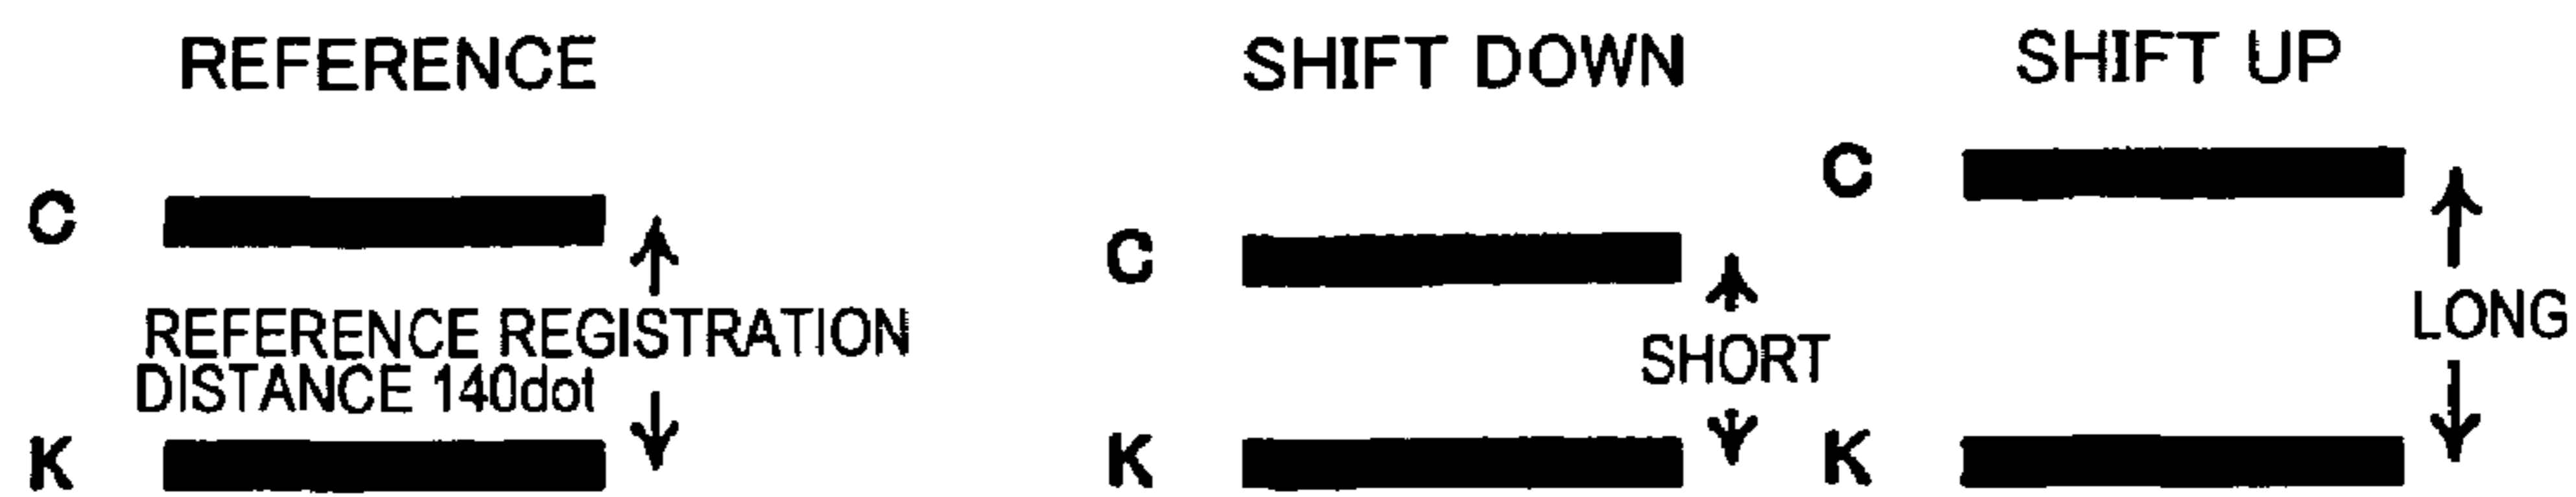 REFERENCE
C
REFERENCE REGISTRATION
DISTANCE 140dot
K
SHIFT DOWN
C
SHORT
K
SHIFT UP
C
LONG
K